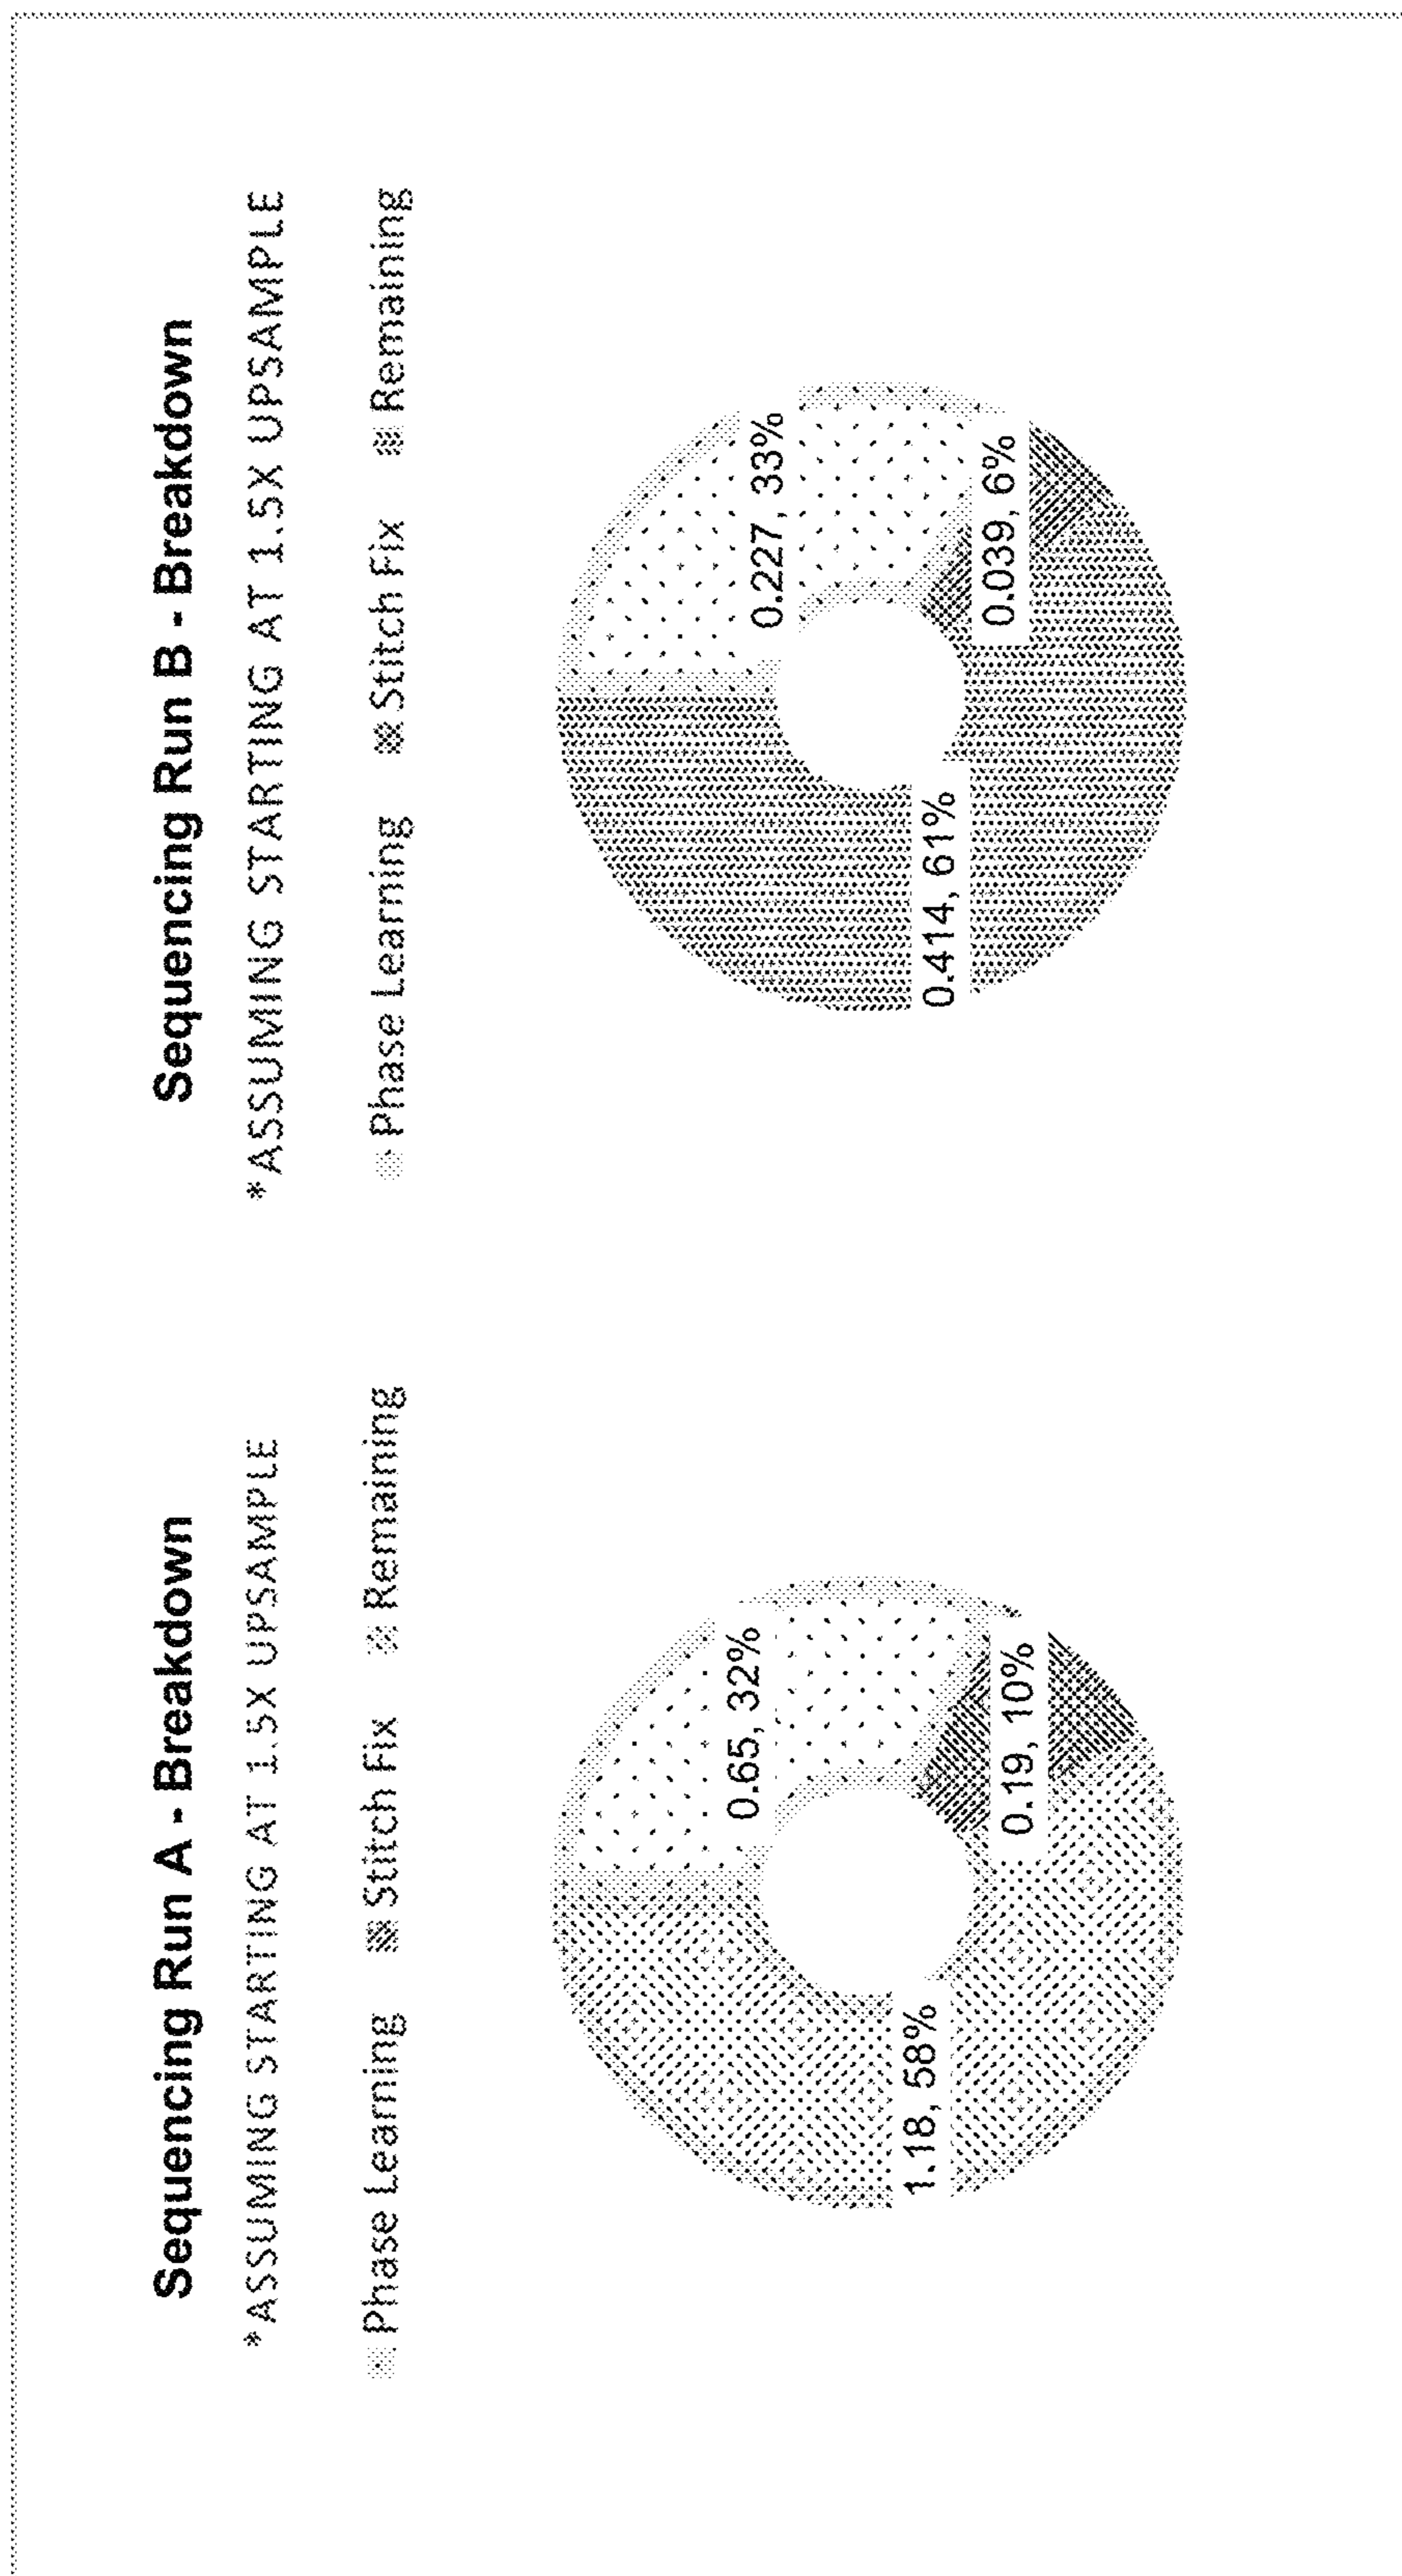 Sequencing Run A - Breakdown
*ASSUMING STARTING AT 1.5X UPSAMPLE
Phase Learning Stitch Fix Remaining
0.65, 32%
0.19, 10%
1.18, 58%
Sequencing Run B - Breakdown
*ASSUMING STARTING AT 1.5X UPSAMPLE
Phase Learning Stitch Fix Remaining
0.227, 33%
0.039, 6%
0.414, 61%